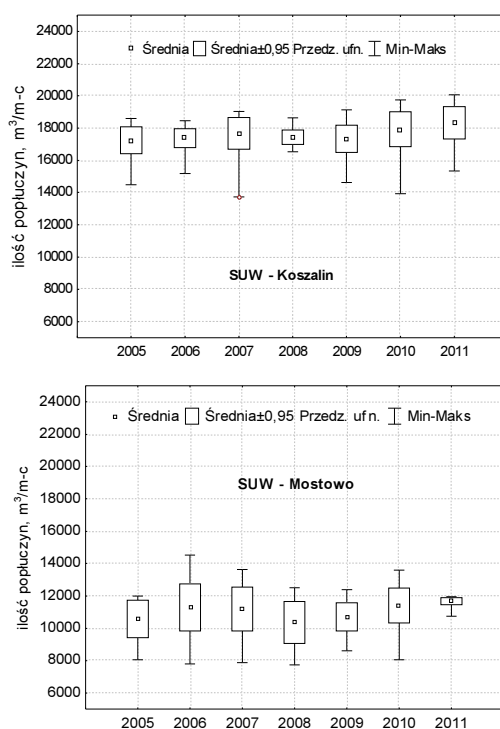 24000
22000
20000
18000
16000
14000
12000
10000
8000
6000
ilość popłuczyn, m³/m-c
Średnia Średnia±0,95 Przedz. ufn. Min-Maks
SUW - Koszalin
2005 2006 2007 2008 2009 2010 2011
24000
22000
20000
18000
16000
14000
12000
10000
8000
6000
ilość popłuczyn, m³/m-c
Średnia Średnia±0,95 Przedz. uf n. Min-Maks
SUW - Mostowo
2005 2006 2007 2008 2009 2010 2011